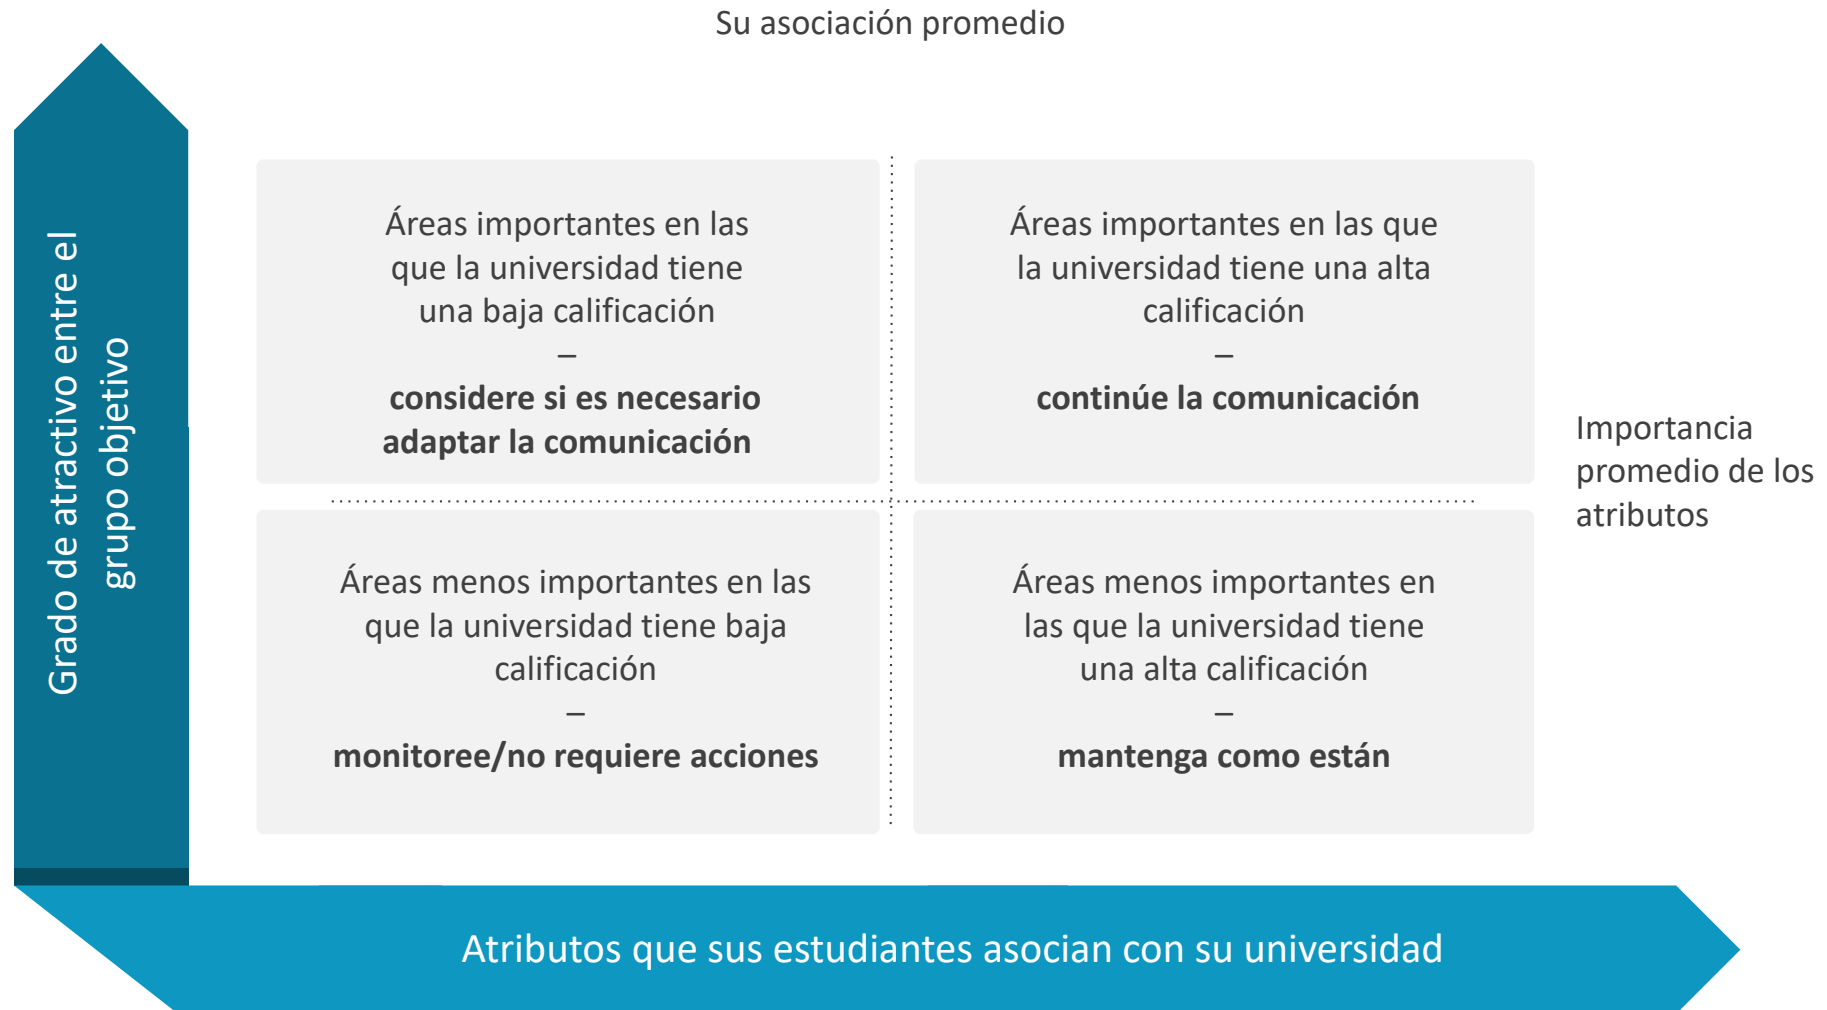 Su asociación promedio
Grado de atractivo entre el
grupo objetivo
Áreas importantes en las
que la universidad tiene
una baja calificación
–
considere si es necesario
adaptar la comunicación
Áreas importantes en las que
la universidad tiene una alta
calificación
–
continúe la comunicación
Importancia
promedio de los
atributos
Áreas menos importantes en las
que la universidad tiene baja
calificación
–
monitoree/no requiere acciones
Áreas menos importantes en
las que la universidad tiene
una alta calificación
–
mantenga como están
Atributos que sus estudiantes asocian con su universidad